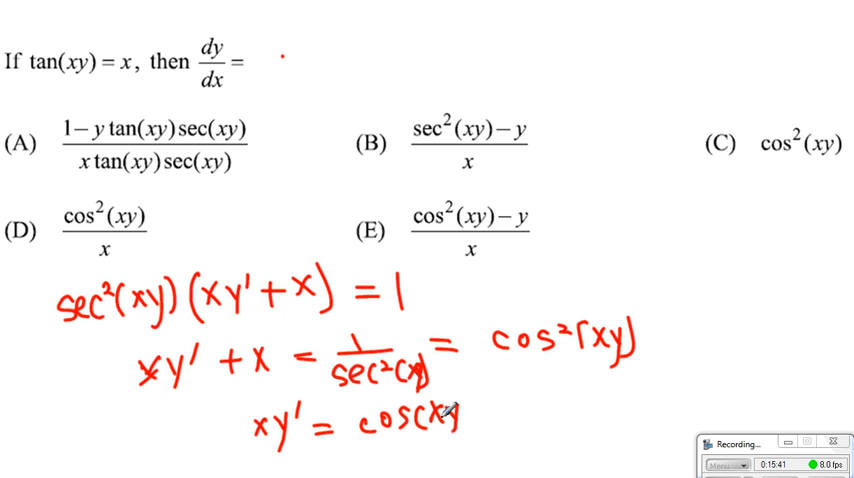 If tan(xy) = x, then dy/dx =
(A) (1 − y tan(xy) sec(xy))/(x tan(xy) sec(xy)) (B) (sec²(xy) − y)/x (C) cos²(xy)
(D) cos²(xy)/x (E) (cos²(xy) − y)/x
sec²(xy)(xy' + x) = 1
xy' + x = 1/sec²(xy) = cos²(xy)
xy' = cos(xy
Recording...
Menu 0:15:41 8.0 fps